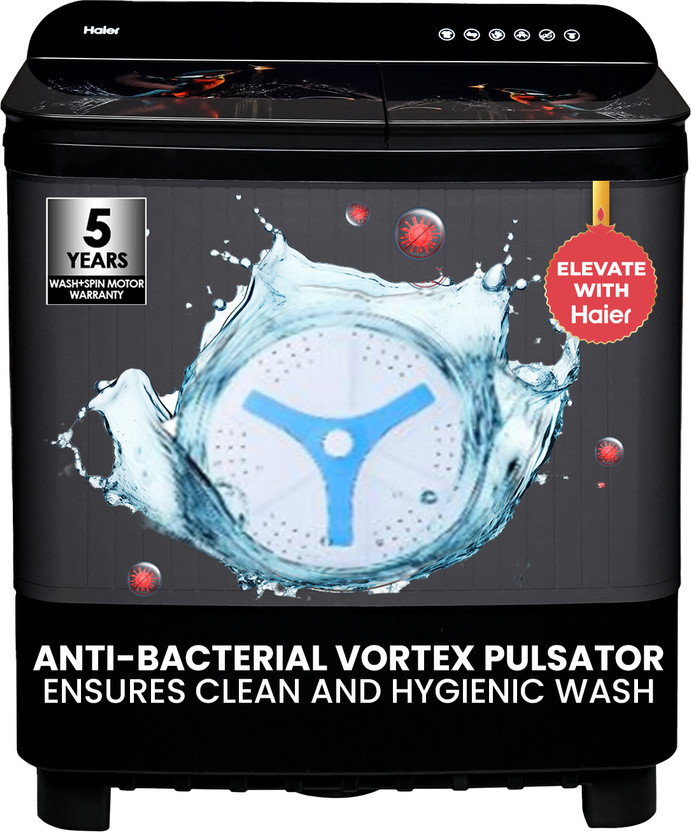 Haier
5
YEARS
WASH+SPIN MOTOR
WARRANTY
ELEVATE
WITH
Haier
ANTI-BACTERIAL VORTEX PULSATOR
ENSURES CLEAN AND HYGIENIC WASH